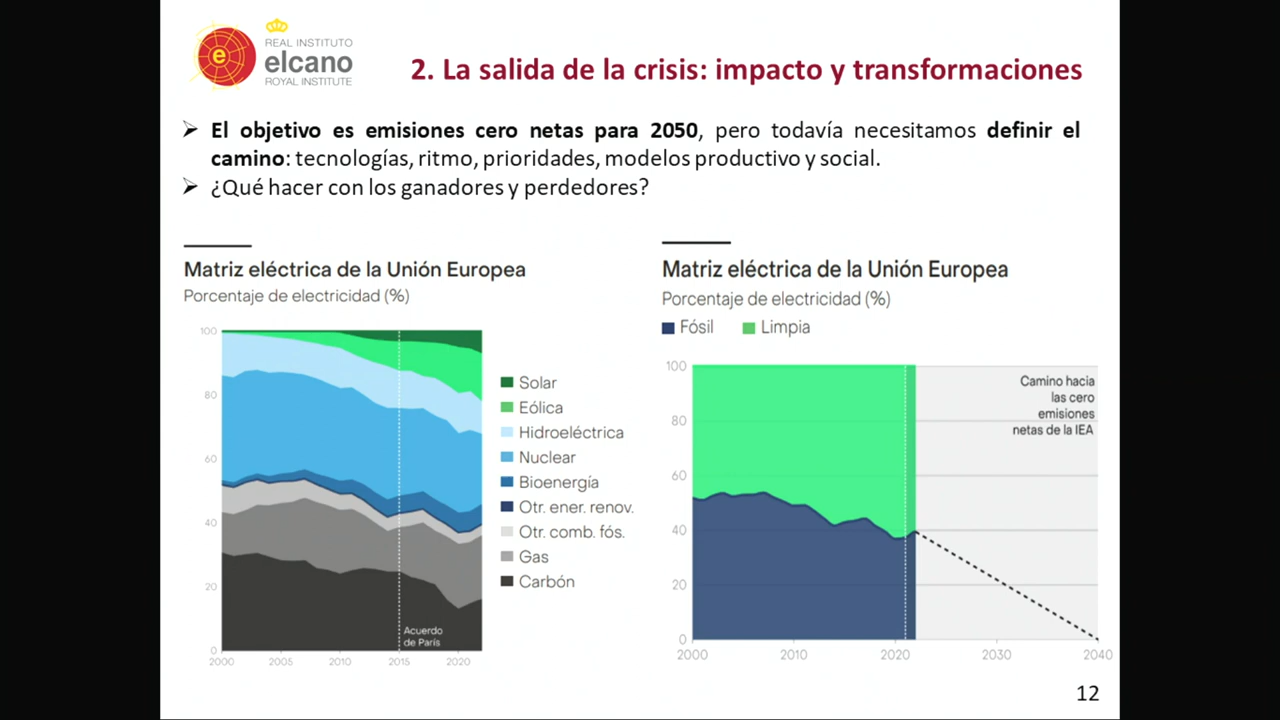 REAL INSTITUTO
elcano
ROYAL INSTITUTE
e
2. La salida de la crisis: impacto y transformaciones
➢ El objetivo es emisiones cero netas para 2050, pero todavía necesitamos definir el
camino: tecnologías, ritmo, prioridades, modelos productivo y social.
➢ ¿Qué hacer con los ganadores y perdedores?
Matriz eléctrica de la Unión Europea
Porcentaje de electricidad (%)
100
80
60
40
20
0
2000 2005 2010 2015 2020
Acuerdo
de París
Solar
Eólica
Hidroeléctrica
Nuclear
Bioenergía
Otr. ener. renov.
Otr. comb. fós.
Gas
Carbón
Matriz eléctrica de la Unión Europea
Porcentaje de electricidad (%)
Fósil Limpia
100
80
60
40
20
0
2000 2010 2020 2030 2040
Camino hacia
las cero
emisiones
netas de la IEA
12